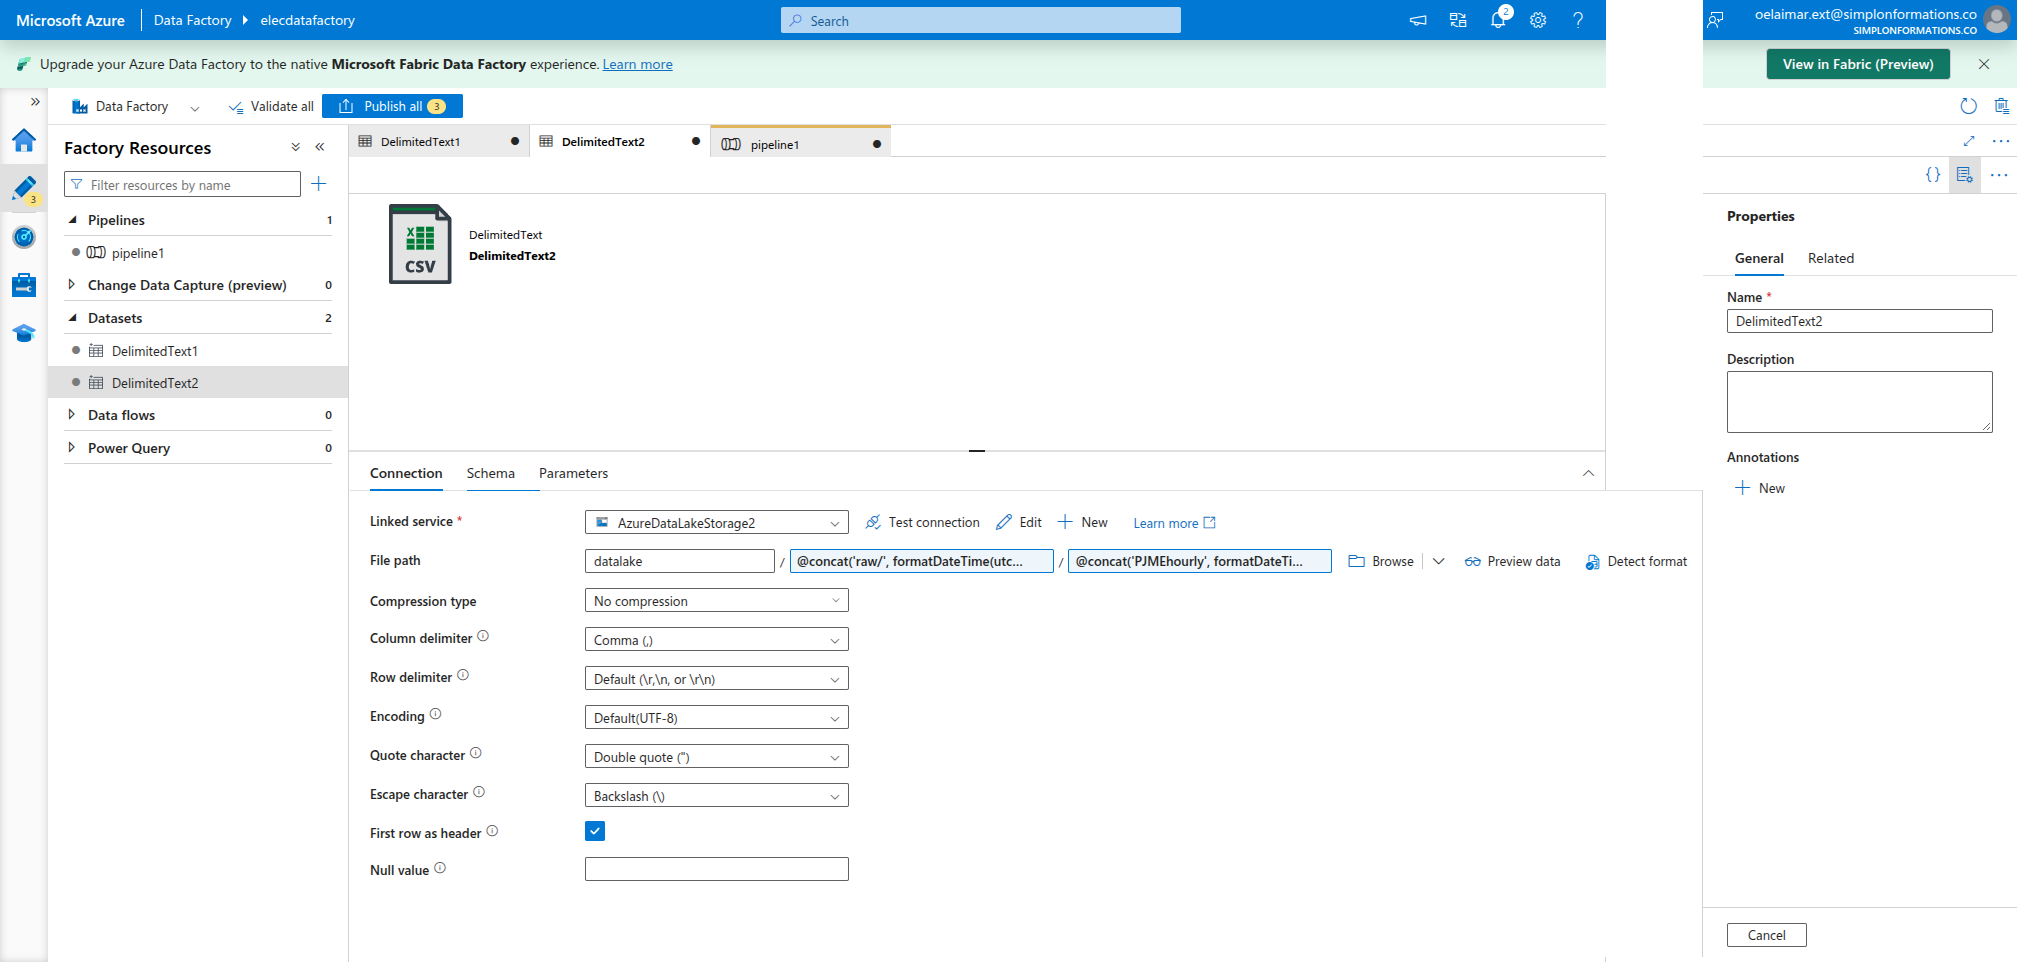 Microsoft Azure
Data Factory
elecdatafactory
Search
2
oelaimar.ext@simplonformations.co
SIMPLONFORMATIONS.CO
Upgrade your Azure Data Factory to the native Microsoft Fabric Data Factory experience. Learn more
View in Fabric (Preview)
Data Factory
Validate all
Publish all 3
3
Factory Resources
Filter resources by name
Pipelines 1
pipeline1
Change Data Capture (preview) 0
Datasets 2
DelimitedText1
DelimitedText2
Data flows 0
Power Query 0
DelimitedText1
DelimitedText2
pipeline1
CSV
DelimitedText
DelimitedText2
Connection
Schema
Parameters
Linked service *
AzureDataLakeStorage2
Test connection
Edit
New
Learn more
File path
datalake / @concat('raw/', formatDateTime(utc... / @concat('PJMEhourly', formatDateTi...
Browse
Preview data
Detect format
Compression type
No compression
Column delimiter
Comma (,)
Row delimiter
Default (\r,\n, or \r\n)
Encoding
Default(UTF-8)
Quote character
Double quote (")
Escape character
Backslash (\)
First row as header
Null value
Properties
General
Related
Name *
DelimitedText2
Description
Annotations
New
Cancel